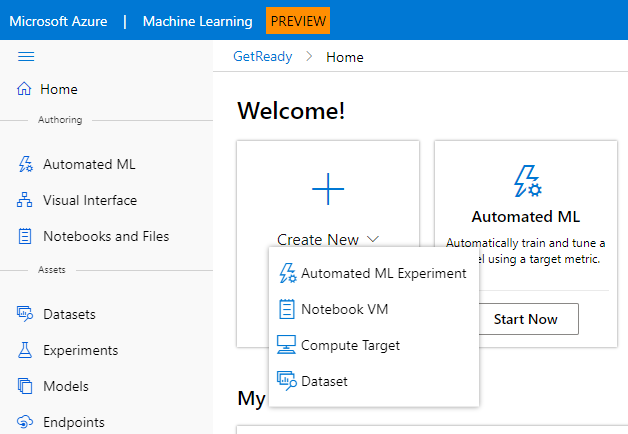 Microsoft Azure | Machine Learning PREVIEW
GetReady > Home
Home
Authoring
Automated ML
Visual Interface
Notebooks and Files
Assets
Datasets
Experiments
Models
Endpoints
Welcome!
Create New
Automated ML Experiment
Notebook VM
Compute Target
Dataset
Automated ML
Automatically train and tune a
using a target metric.
Start Now
My